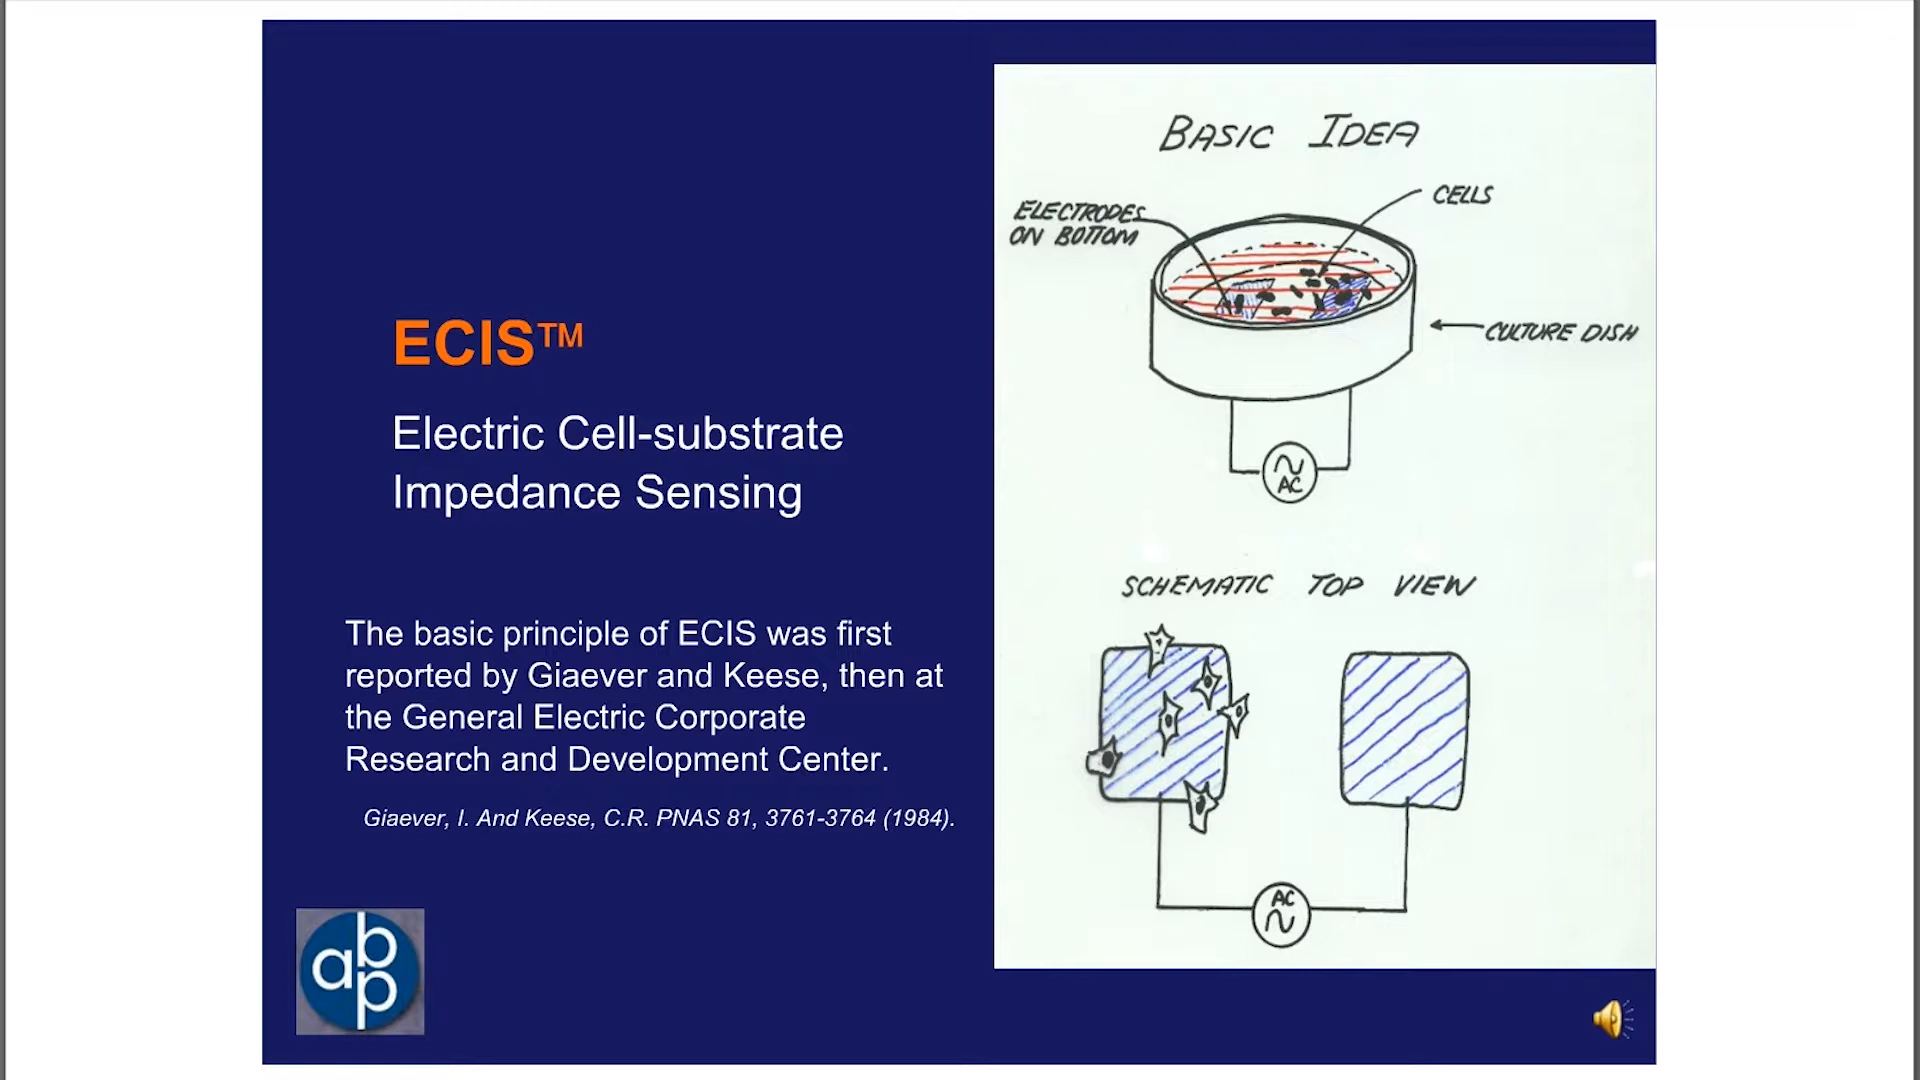 ECIS™
Electric Cell-substrate
Impedance Sensing
The basic principle of ECIS was first
reported by Giaever and Keese, then at
the General Electric Corporate
Research and Development Center.
Giaever, I. And Keese, C.R. PNAS 81, 3761-3764 (1984).
abp
BASIC IDEA
CELLS
ELECTRODES
ON BOTTOM
CULTURE DISH
AC
SCHEMATIC TOP VIEW
AC